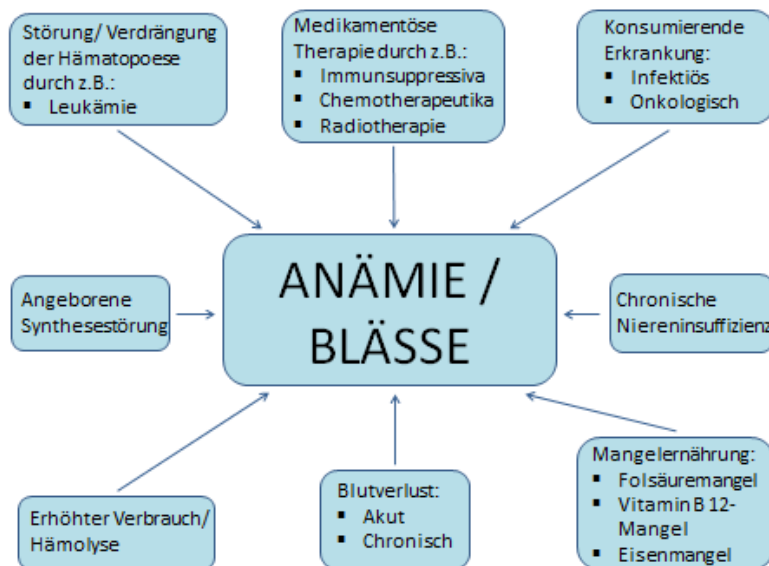 Störung/ Verdrängung
der Hämatopoese
durch z.B.:
▪ Leukämie
Medikamentöse
Therapie durch z.B.:
▪ Immunsuppressiva
▪ Chemotherapeutika
▪ Radiotherapie
Konsumierende
Erkrankung:
▪ Infektiös
▪ Onkologisch
Angeborene
Synthesestörung
ANÄMIE /
BLÄSSE
Chronische
Niereninsuffizienz
Erhöhter Verbrauch/
Hämolyse
Blutverlust:
▪ Akut
▪ Chronisch
Mangelernährung:
▪ Folsäuremangel
▪ Vitamin B 12-
Mangel
▪ Eisenmangel